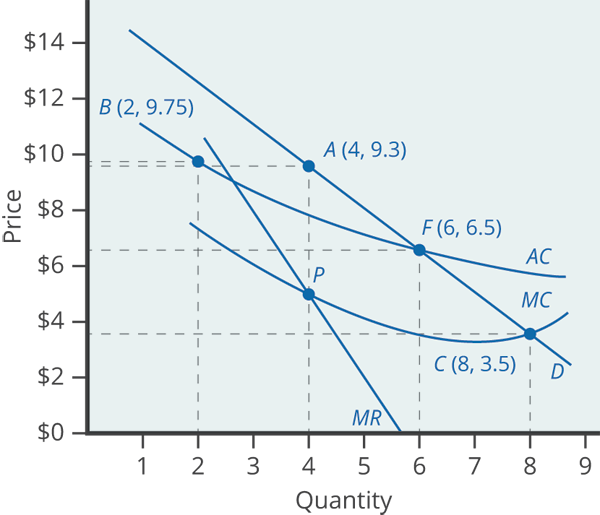 $14
$12
B (2, 9.75)
A (4, 9.3)
$10
$8
F (6, 6.5)
Price
AC
$6
P
MC
$4
C (8, 3.5)
D
$2
MR
$0
1 2 3 4 5 6 7 8 9
Quantity